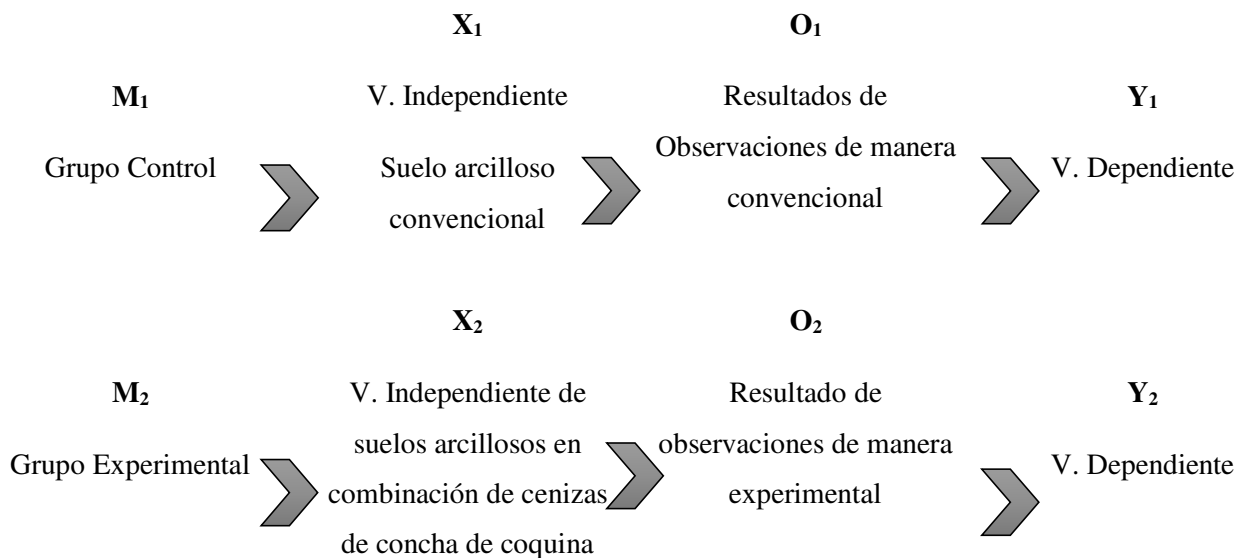 X₁
O₁
M₁
V. Independiente
Resultados de
Y₁
Grupo Control
Suelo arcilloso
Observaciones de manera
V. Dependiente
convencional
convencional
X₂
O₂
M₂
V. Independiente de
Resultado de
Y₂
Grupo Experimental
suelos arcillosos en
observaciones de manera
V. Dependiente
combinación de cenizas
experimental
de concha de coquina